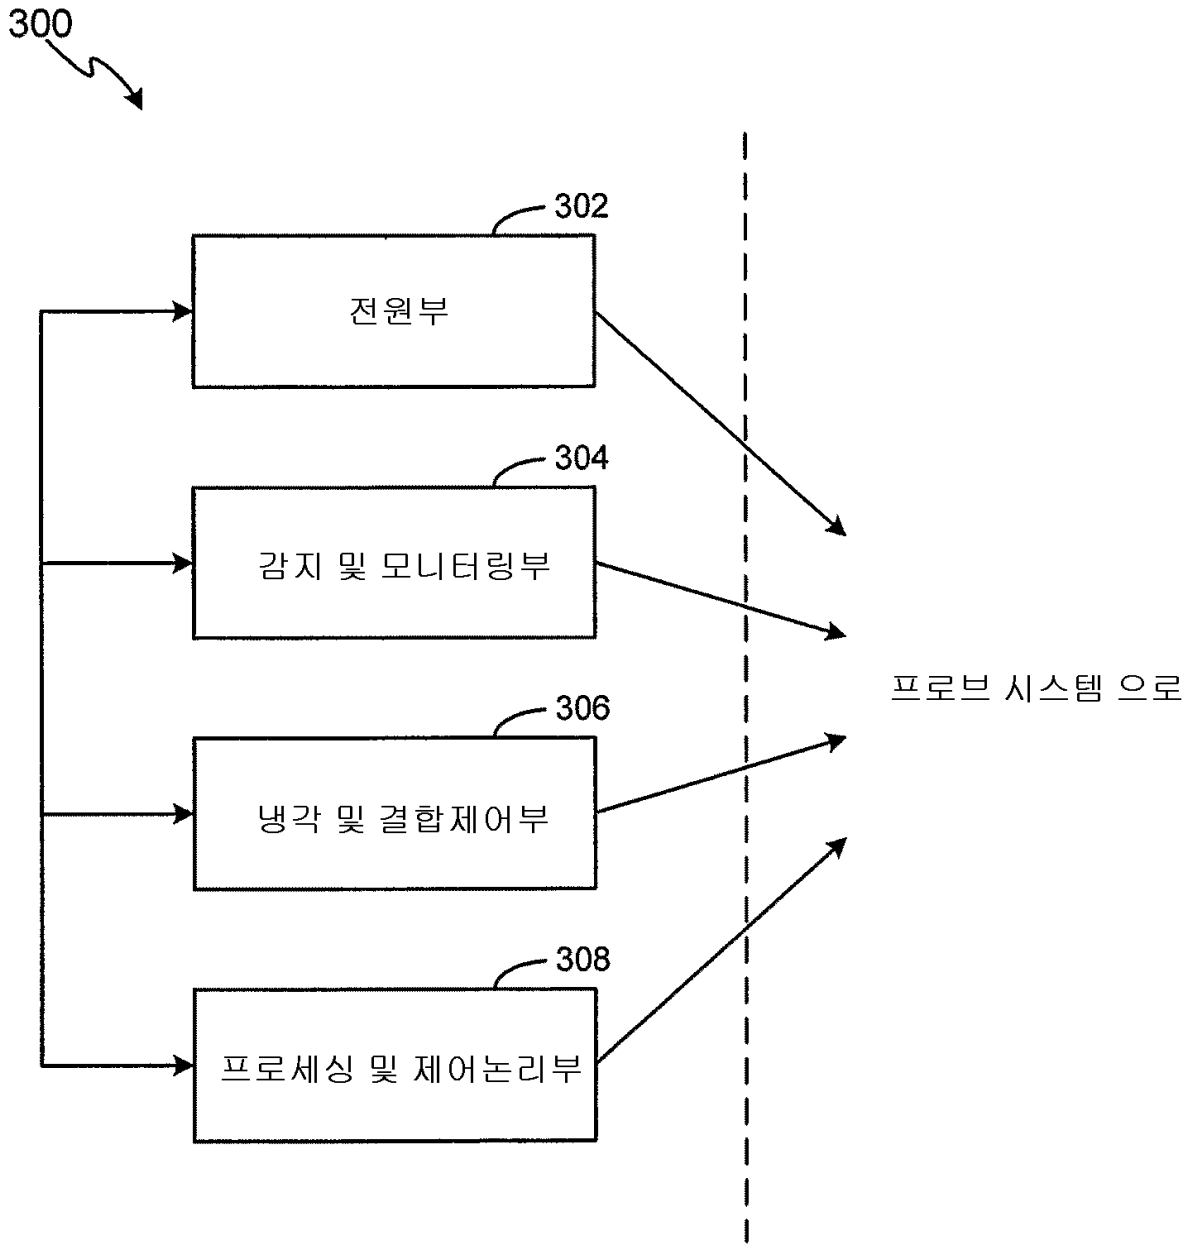 300
302
전원부
304
감지 및 모니터링부
프로브 시스템 으로
306
냉각 및 결합제어부
308
프로세싱 및 제어논리부